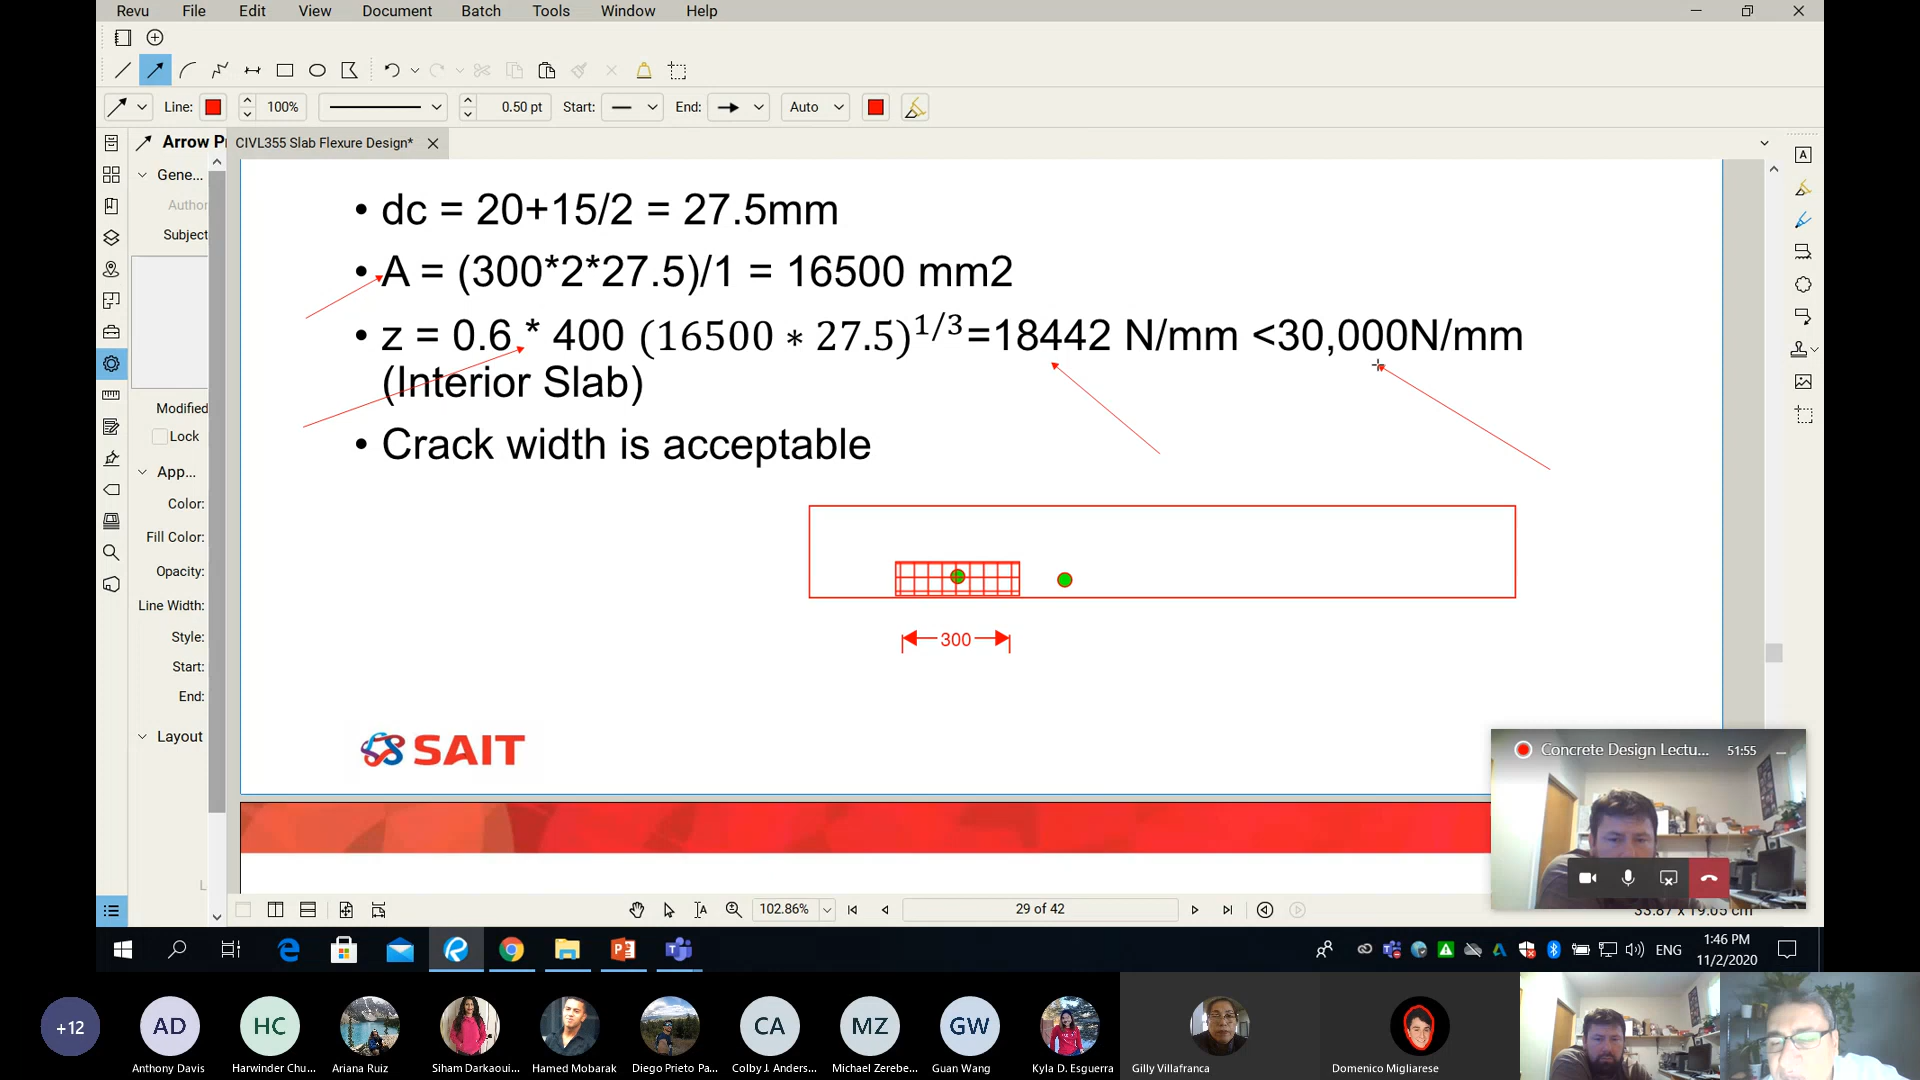 Revu File Edit View Document Batch Tools Window Help
Line: 100% 0.50 pt Start: End: Auto
Arrow P
CIVL355 Slab Flexure Design*
Gene...
Author
Subject
Modified
Lock
App...
Color:
Fill Color:
Opacity:
Line Width:
Style:
Start:
End:
Layout
• dc = 20+15/2 = 27.5mm
• A = (300*2*27.5)/1 = 16500 mm2
• z = 0.6 * 400 (16500 ∗ 27.5)^1/3=18442 N/mm <30,000N/mm
(Interior Slab)
• Crack width is acceptable
300
SAIT
Concrete Design Lectu... 51:55
102.86% 29 of 42 33.87 x 19.05 cm
ENG 1:46 PM
11/2/2020
+12 AD HC CA MZ GW
Anthony Davis Harwinder Chu... Ariana Ruiz Siham Darkaoui... Hamed Mobarak Diego Prieto Pa... Colby J. Anders... Michael Zerebe... Guan Wang Kyla D. Esguerra Gilly Villafranca Domenico Migliarese